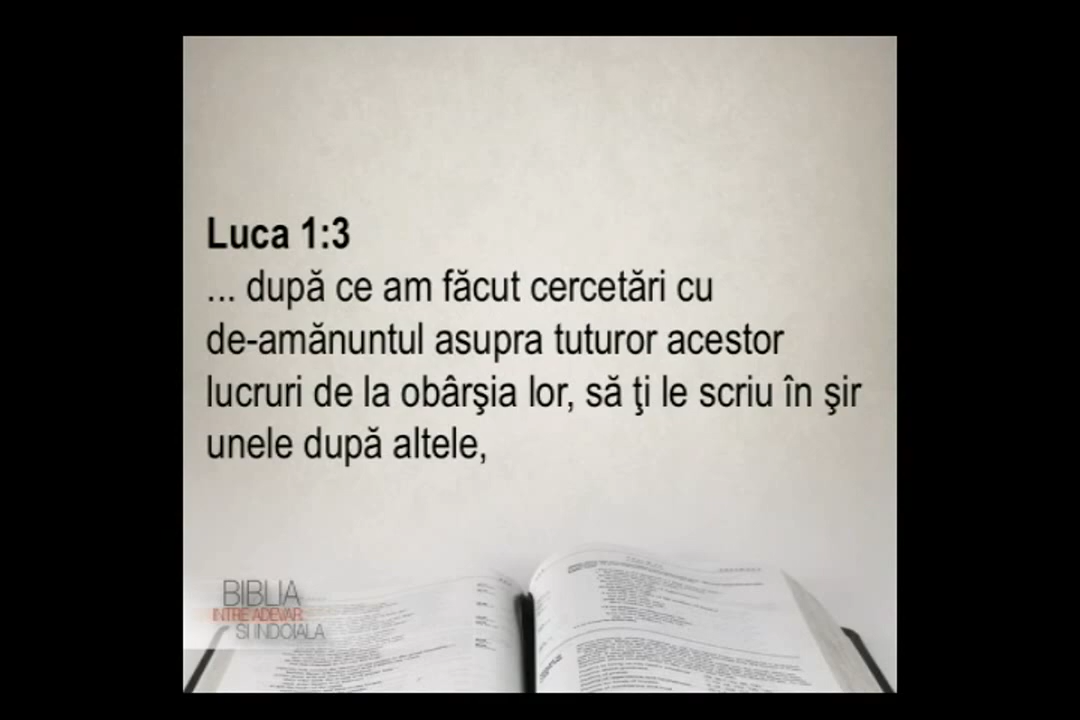 Luca 1:3
... după ce am făcut cercetări cu
de-amănuntul asupra tuturor acestor
lucruri de la obârşia lor, să ţi le scriu în şir
unele după altele,
BIBLIA
INTRE ADEVAR
SI INDOIALA